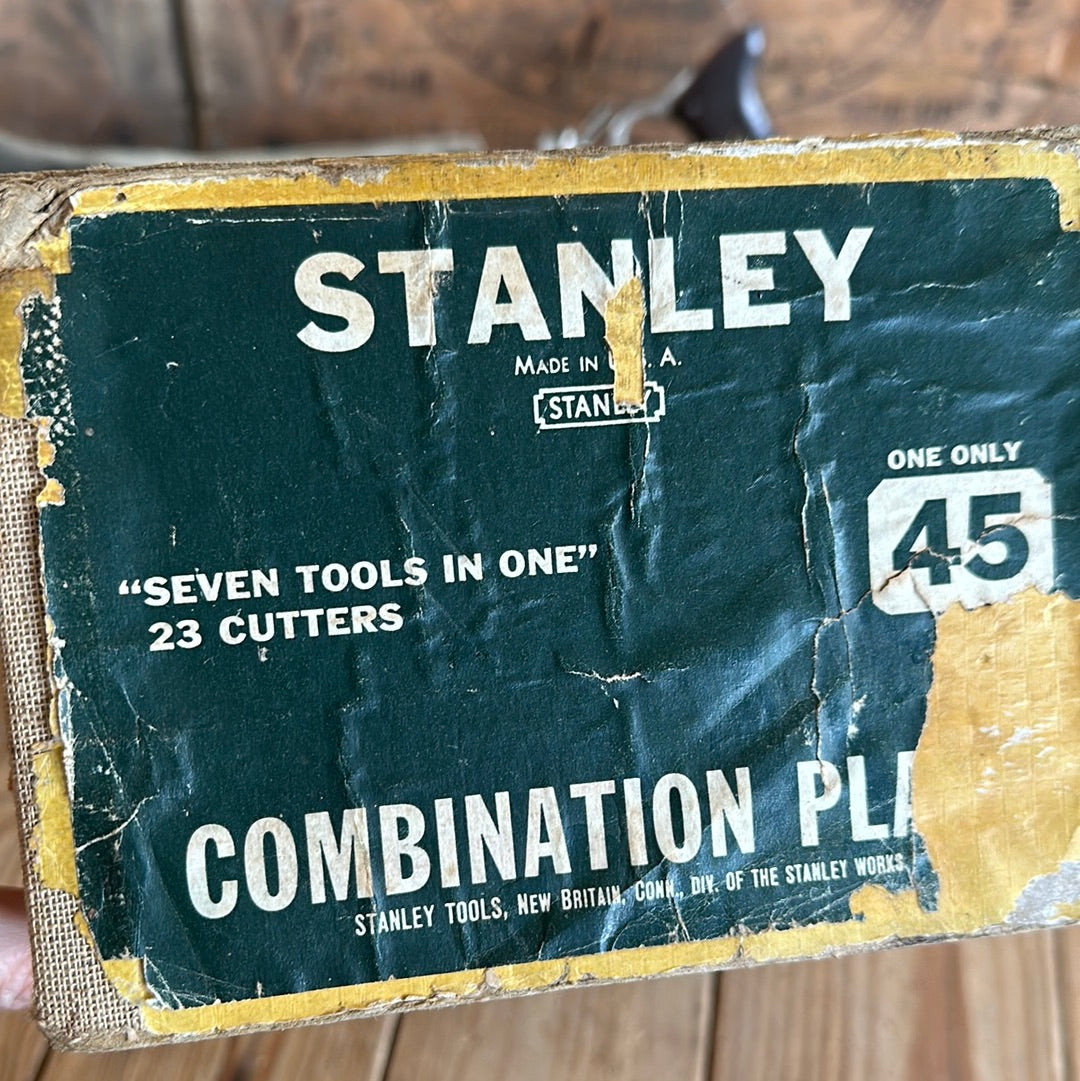 STANLEY
MADE IN U.S.A.
STANLEY
ONE ONLY
45
"SEVEN TOOLS IN ONE"
23 CUTTERS
COMBINATION PLA
STANLEY TOOLS, NEW BRITAIN, CONN., DIV. OF THE STANLEY WORKS,